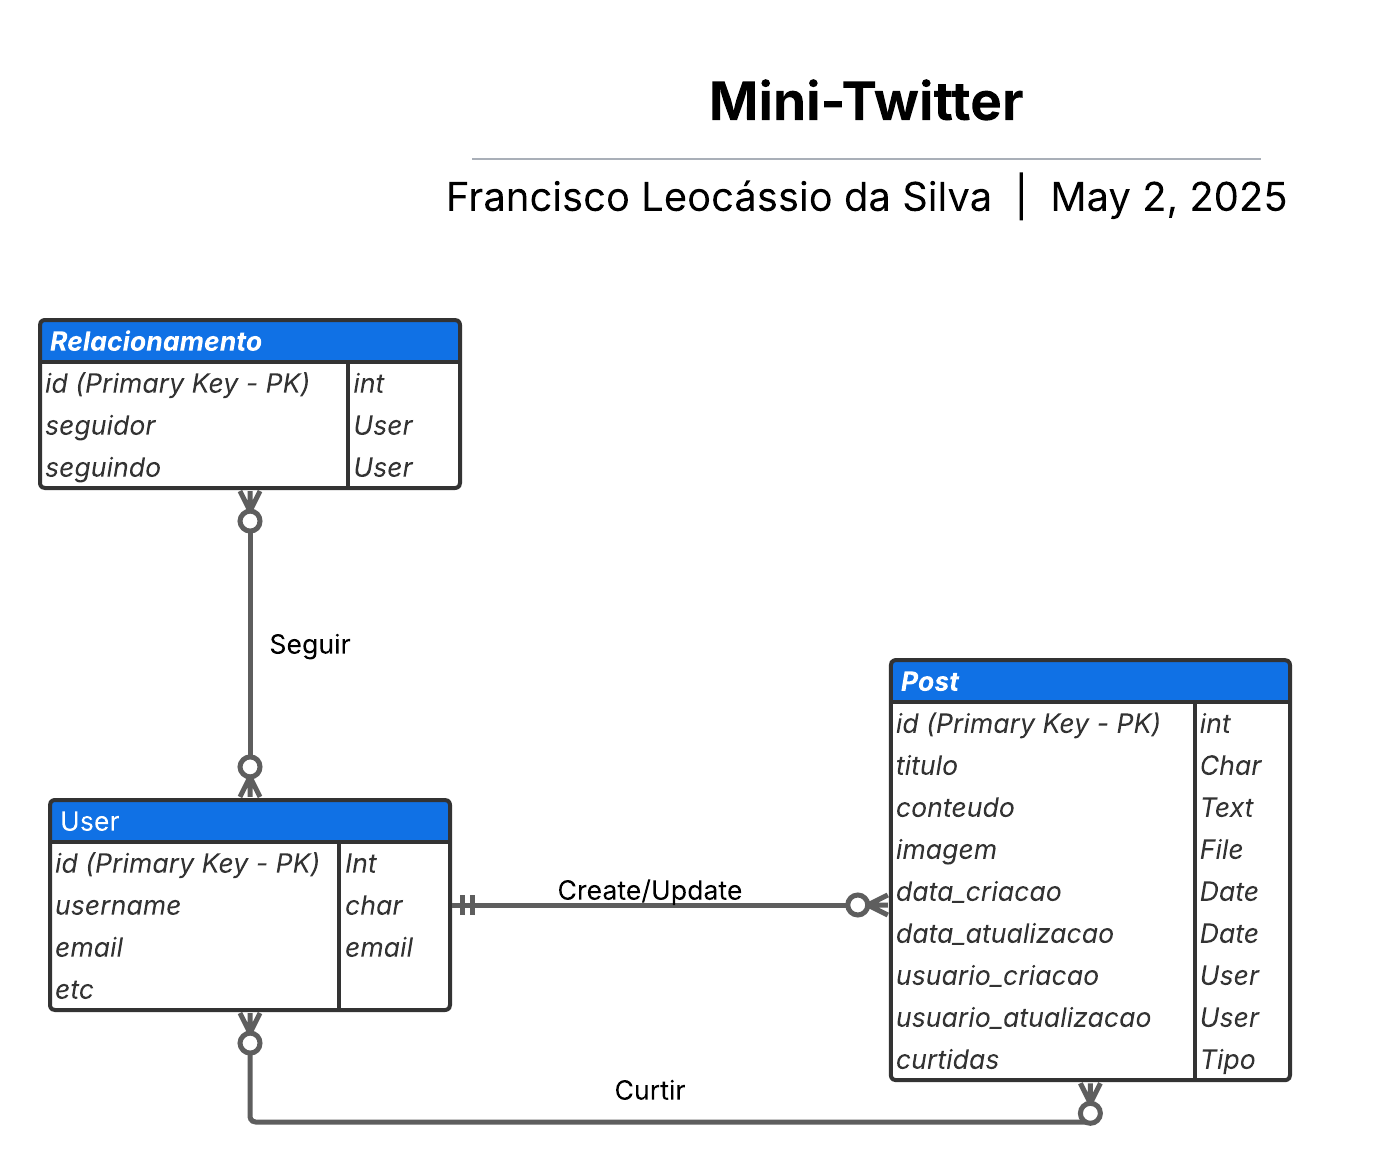 Mini-Twitter
Francisco Leocássio da Silva | May 2, 2025
Relacionamento
id (Primary Key - PK) int
seguidor User
seguindo User
Seguir
User
id (Primary Key - PK) Int
username char
email email
etc
Create/Update
Post
id (Primary Key - PK) int
titulo Char
conteudo Text
imagem File
data_criacao Date
data_atualizacao Date
usuario_criacao User
usuario_atualizacao User
curtidas Tipo
Curtir